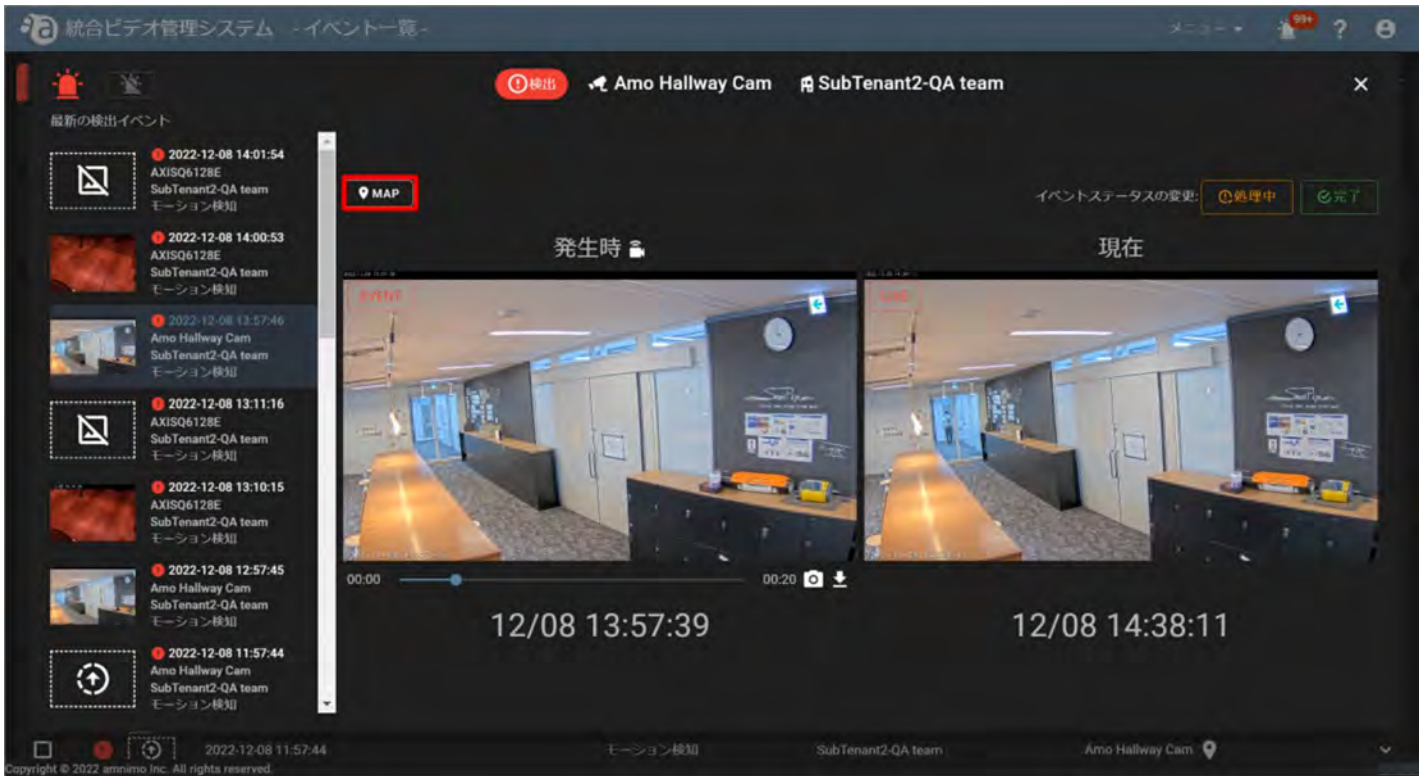 統合ビデオ管理システム -イベント一覧-
メニュー
99+
?
検出 Amo Hallway Cam SubTenant2-QA team
最新の検出イベント
2022-12-08 14:01:54
AXISQ6128E
SubTenant2-QA team
モーション検知
2022-12-08 14:00:53
AXISQ6128E
SubTenant2-QA team
モーション検知
2022-12-08 13:57:46
Amo Hallway Cam
SubTenant2-QA team
モーション検知
2022-12-08 13:11:16
AXISQ6128E
SubTenant2-QA team
モーション検知
2022-12-08 13:10:15
AXISQ6128E
SubTenant2-QA team
モーション検知
2022-12-08 12:57:45
Amo Hallway Cam
SubTenant2-QA team
モーション検知
2022-12-08 11:57:44
Amo Hallway Cam
SubTenant2-QA team
モーション検知
MAP
イベントステータスの変更: 処理中 完了
発生時
現在
EVENT
LIVE
00:00
00:20
12/08 13:57:39
12/08 14:38:11
2022-12-08 11:57:44 モーション検知 SubTenant2-QA team Amo Hallway Cam
Copyright © 2022 amnimo Inc. All rights reserved.